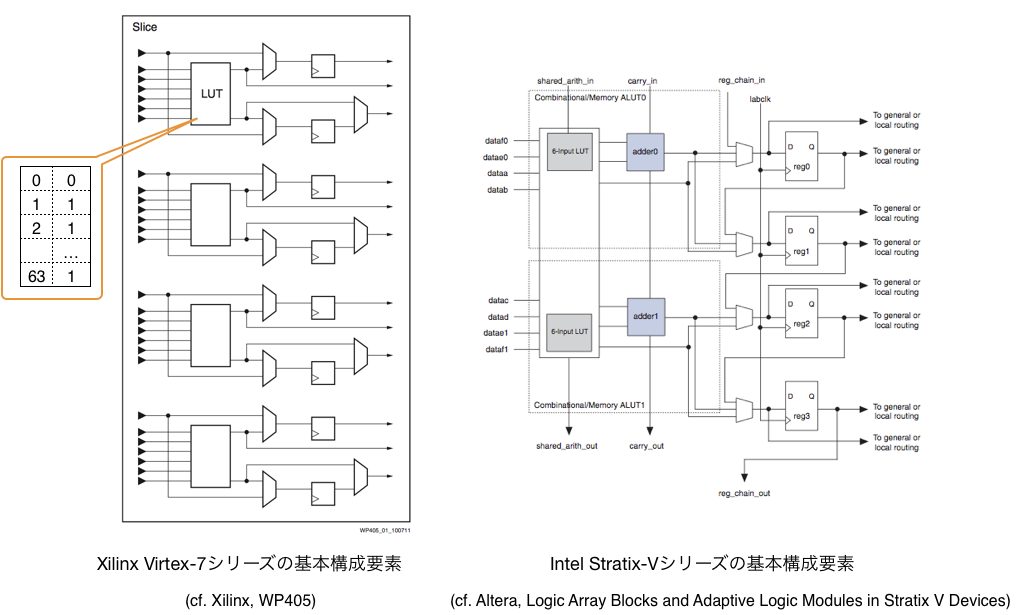 Slice
LUT
0 0
1 1
2 1
...
63 1
WP405_01_100711
Xilinx Virtex-7シリーズの基本構成要素
(cf. Xilinx, WP405)
shared_arith_in
carry_in
reg_chain_in
labclk
Combinational/Memory ALUT0
dataf0
datae0
dataa
datab
6-Input LUT
adder0
D Q
reg0
To general or
local routing
To general or
local routing
D Q
reg1
To general or
local routing
To general or
local routing
datac
datad
datae1
dataf1
6-Input LUT
adder1
D Q
reg2
To general or
local routing
To general or
local routing
Combinational/Memory ALUT1
D Q
reg3
To general or
local routing
To general or
local routing
shared_arith_out
carry_out
reg_chain_out
Intel Stratix-Vシリーズの基本構成要素
(cf. Altera, Logic Array Blocks and Adaptive Logic Modules in Stratix V Devices)